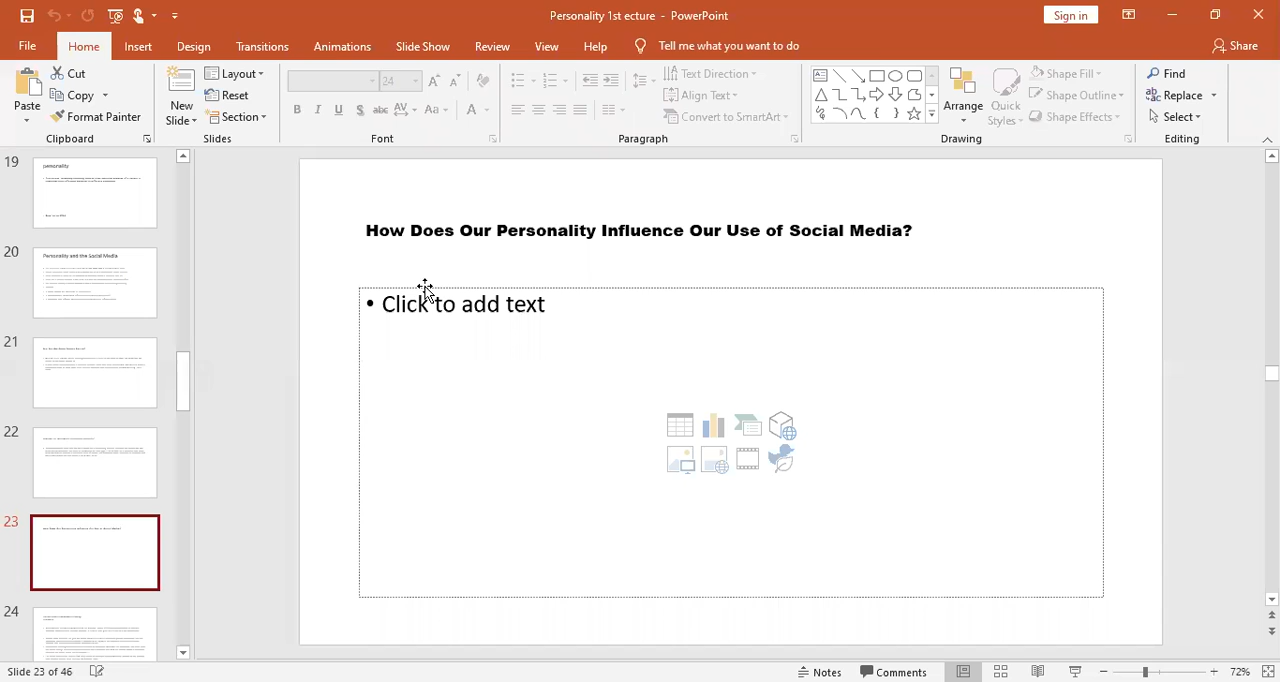 Personality 1st ecture - PowerPoint
Sign in
File Home Insert Design Transitions Animations Slide Show Review View Help Tell me what you want to do Share
Paste
Cut
Copy
Format Painter
Clipboard
New
Slide
Layout
Reset
Section
Slides
24
Font
Text Direction
Align Text
Convert to SmartArt
Paragraph
Arrange
Quick
Styles
Shape Fill
Shape Outline
Shape Effects
Drawing
Find
Replace
Select
Editing
19
personality
20
Personality and the Social Media
21
22
23
24
How Does Our Personality Influence Our Use of Social Media?
• Click to add text
Slide 23 of 46
Notes
Comments
72%